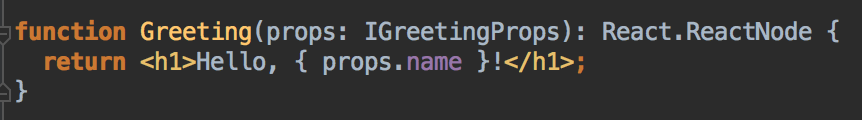 function Greeting(props: IGreetingProps): React.ReactNode {
  return <h1>Hello, { props.name }!</h1>;
}